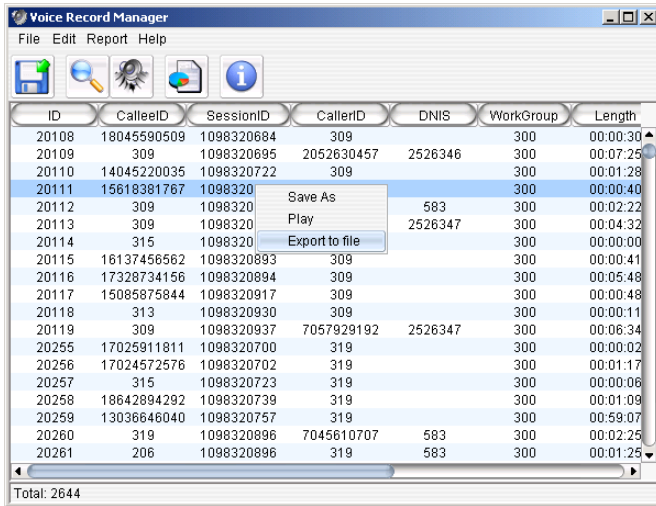 Voice Record Manager
File Edit Report Help
ID CalleeID SessionID CallerID DNIS WorkGroup Length
20108 18045590509 1098320684 309 300 00:00:30
20109 309 1098320695 2052630457 2526346 300 00:07:25
20110 14045220035 1098320722 309 300 00:01:28
20111 15618381767 1098320 300 00:00:40
Save As
20112 309 1098320 583 300 00:02:22
Play
20113 309 1098320 2526347 300 00:04:32
Export to file
20114 315 1098320 300 00:00:00
20115 16137456562 1098320893 309 300 00:00:41
20116 17328734156 1098320894 309 300 00:05:48
20117 15085875844 1098320917 309 300 00:00:48
20118 313 1098320930 309 300 00:00:11
20119 309 1098320937 7057929192 2526347 300 00:06:34
20255 17025911811 1098320700 319 300 00:00:02
20256 17024572576 1098320702 319 300 00:01:17
20257 315 1098320723 319 300 00:00:06
20258 18642894292 1098320739 319 300 00:01:09
20259 13036646040 1098320757 319 300 00:59:07
20260 319 1098320896 7045610707 583 300 00:02:25
20261 206 1098320896 319 583 300 00:01:25
Total: 2644